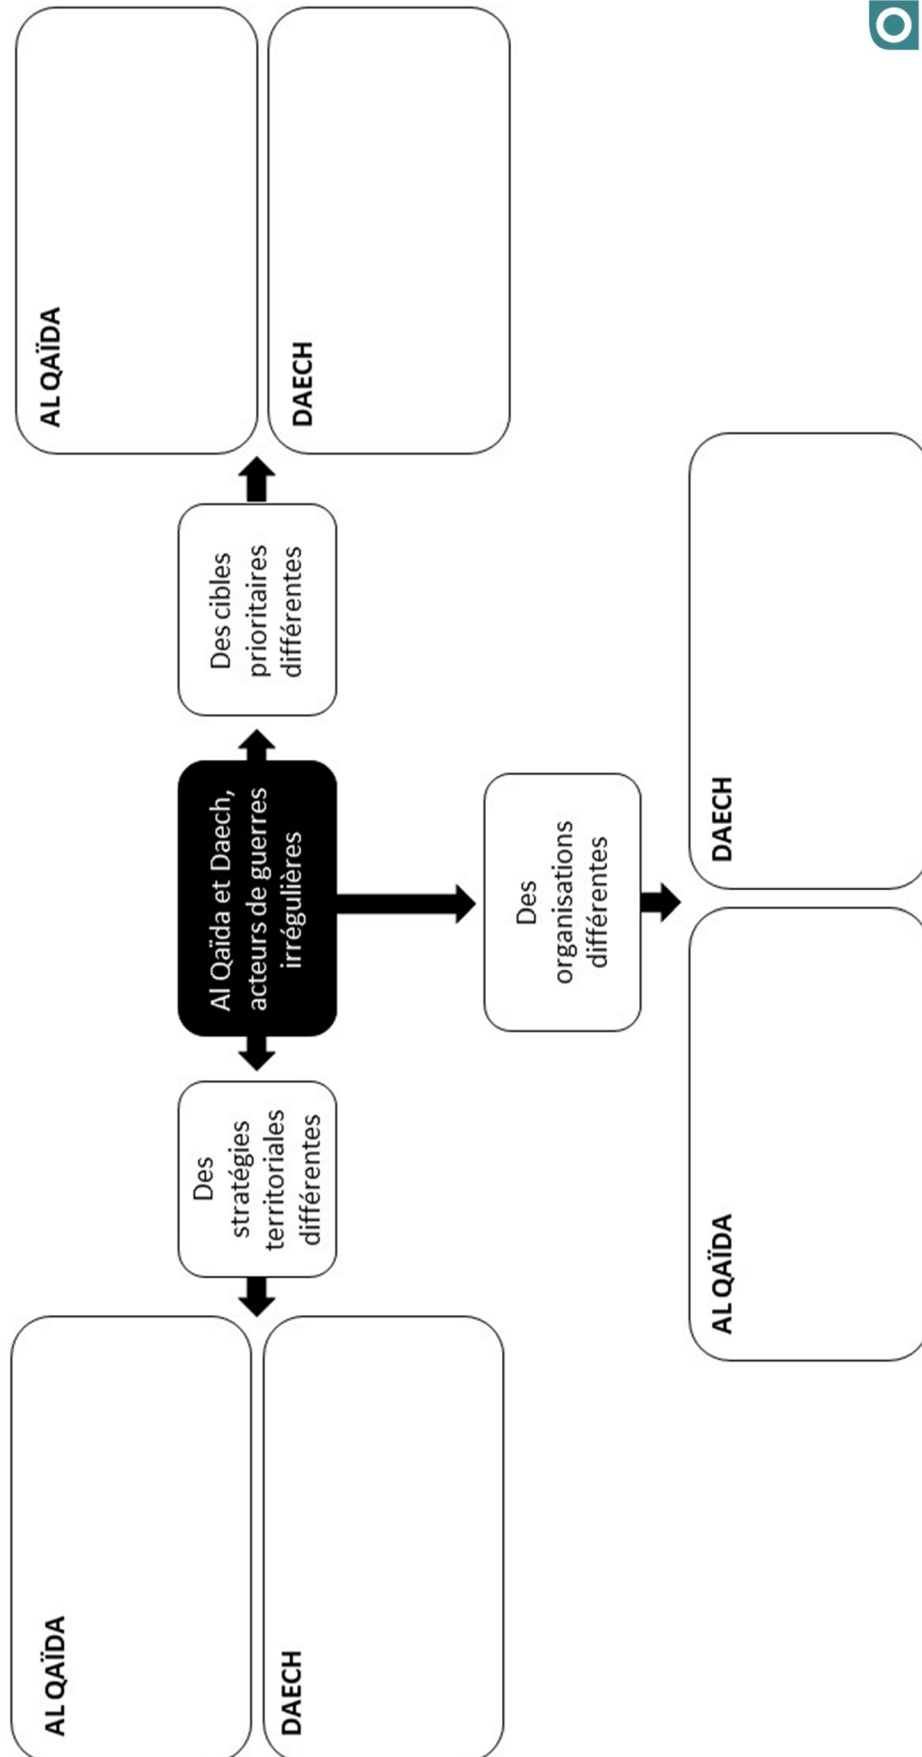 AL QAÏDA
DAECH
Des
stratégies
territoriales
différentes
Al Qaïda et Daech,
acteurs de guerres
irrégulières
Des cibles
prioritaires
différentes
AL QAÏDA
DAECH
Des
organisations
différentes
AL QAÏDA
DAECH